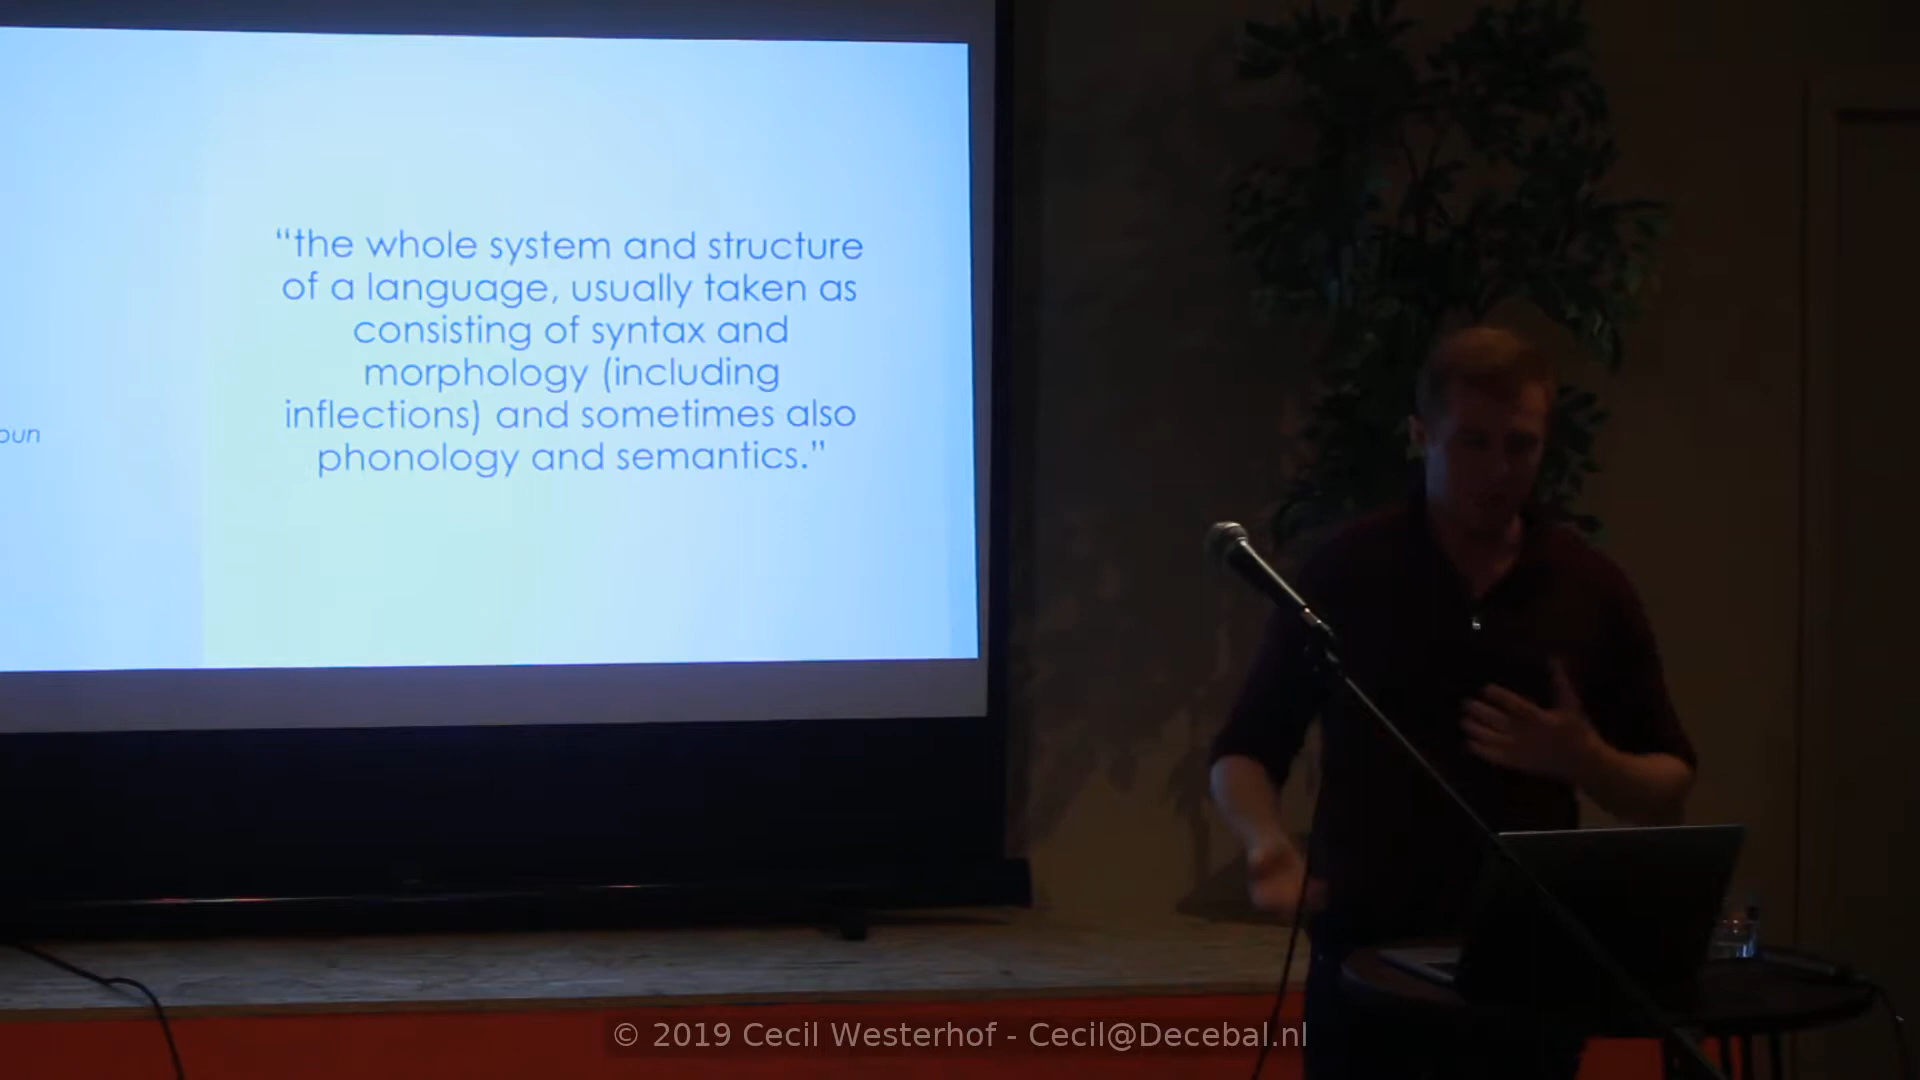 “the whole system and structure
of a language, usually taken as
consisting of syntax and
morphology (including
inflections) and sometimes also
phonology and semantics.”
© 2019 Cecil Westerhof - Cecil@Decebal.nl